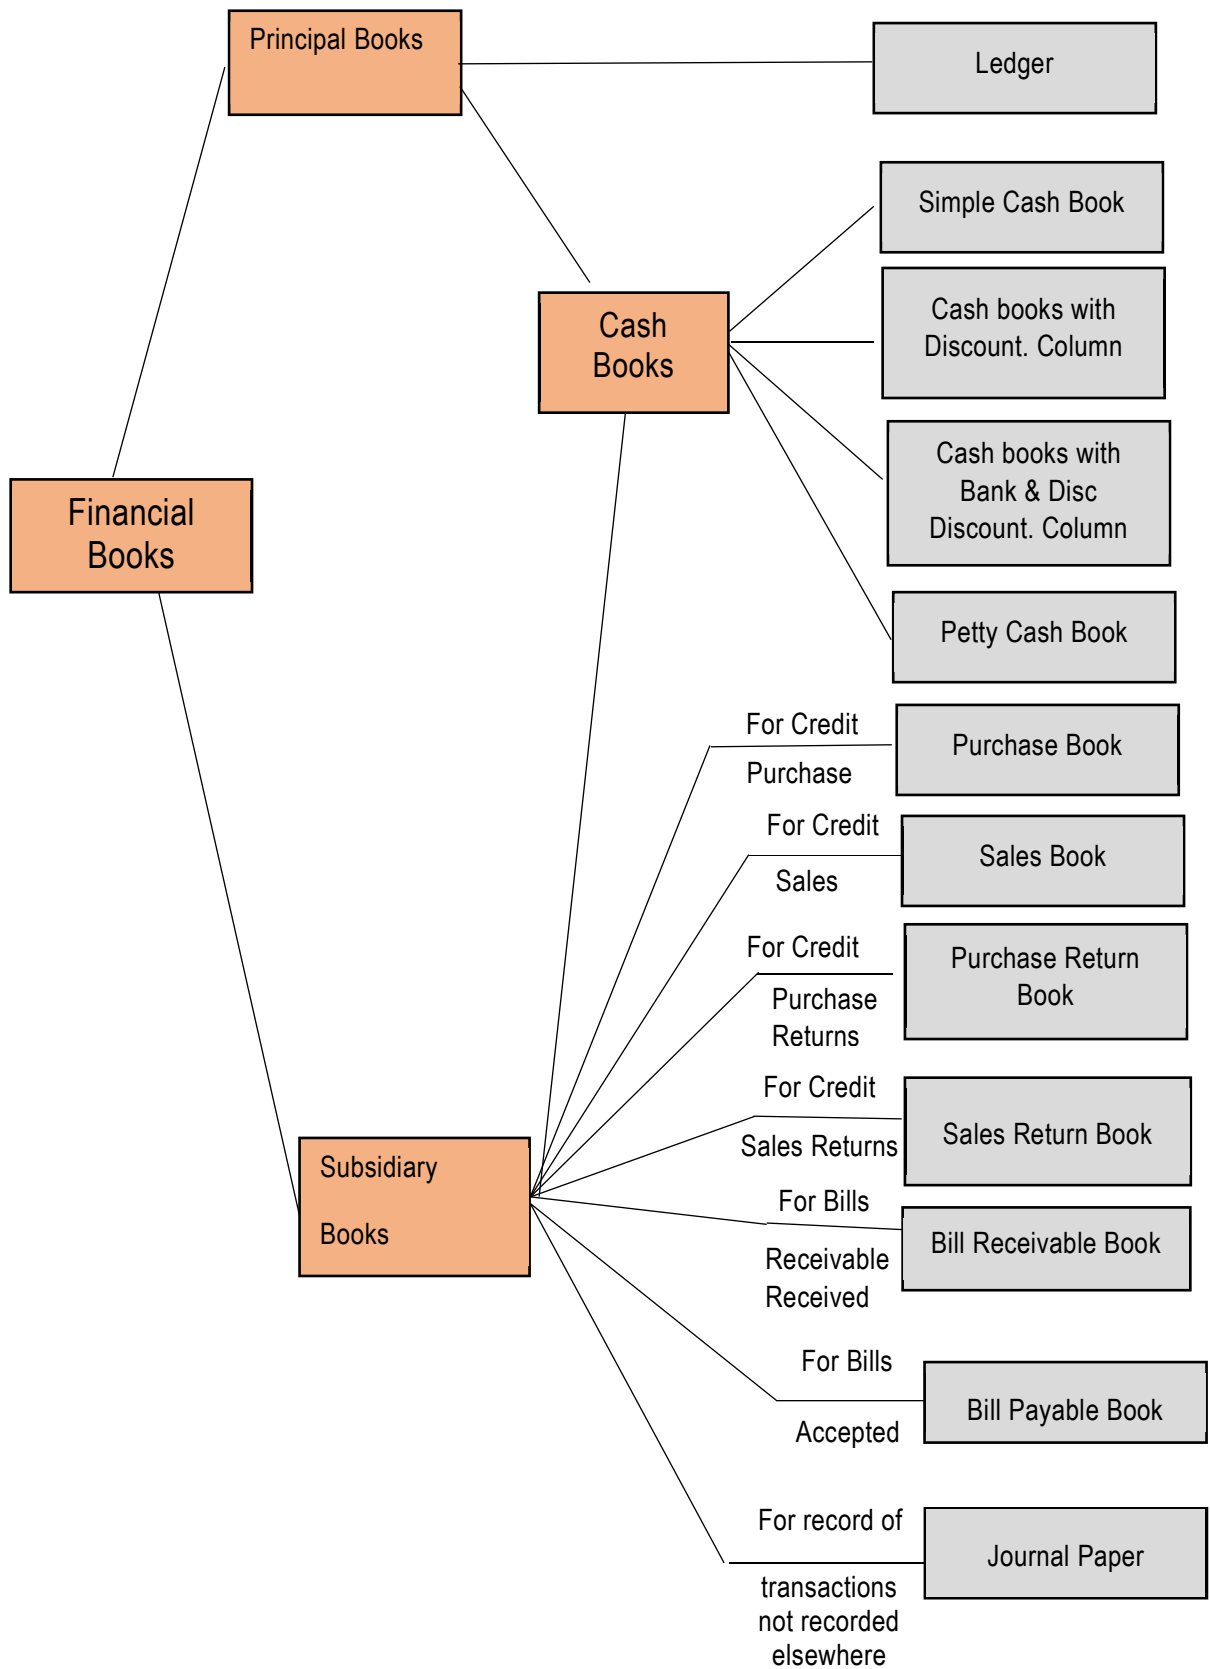 Principal Books
Ledger
Simple Cash Book
Cash
Books
Cash books with
Discount. Column
Cash books with
Bank & Disc
Discount. Column
Financial
Books
Petty Cash Book
For Credit
Purchase
Purchase Book
For Credit
Sales
Sales Book
For Credit
Purchase
Returns
Purchase Return
Book
For Credit
Sales Returns
Sales Return Book
Subsidiary
Books
For Bills
Receivable
Received
Bill Receivable Book
For Bills
Accepted
Bill Payable Book
For record of
transactions
not recorded
elsewhere
Journal Paper